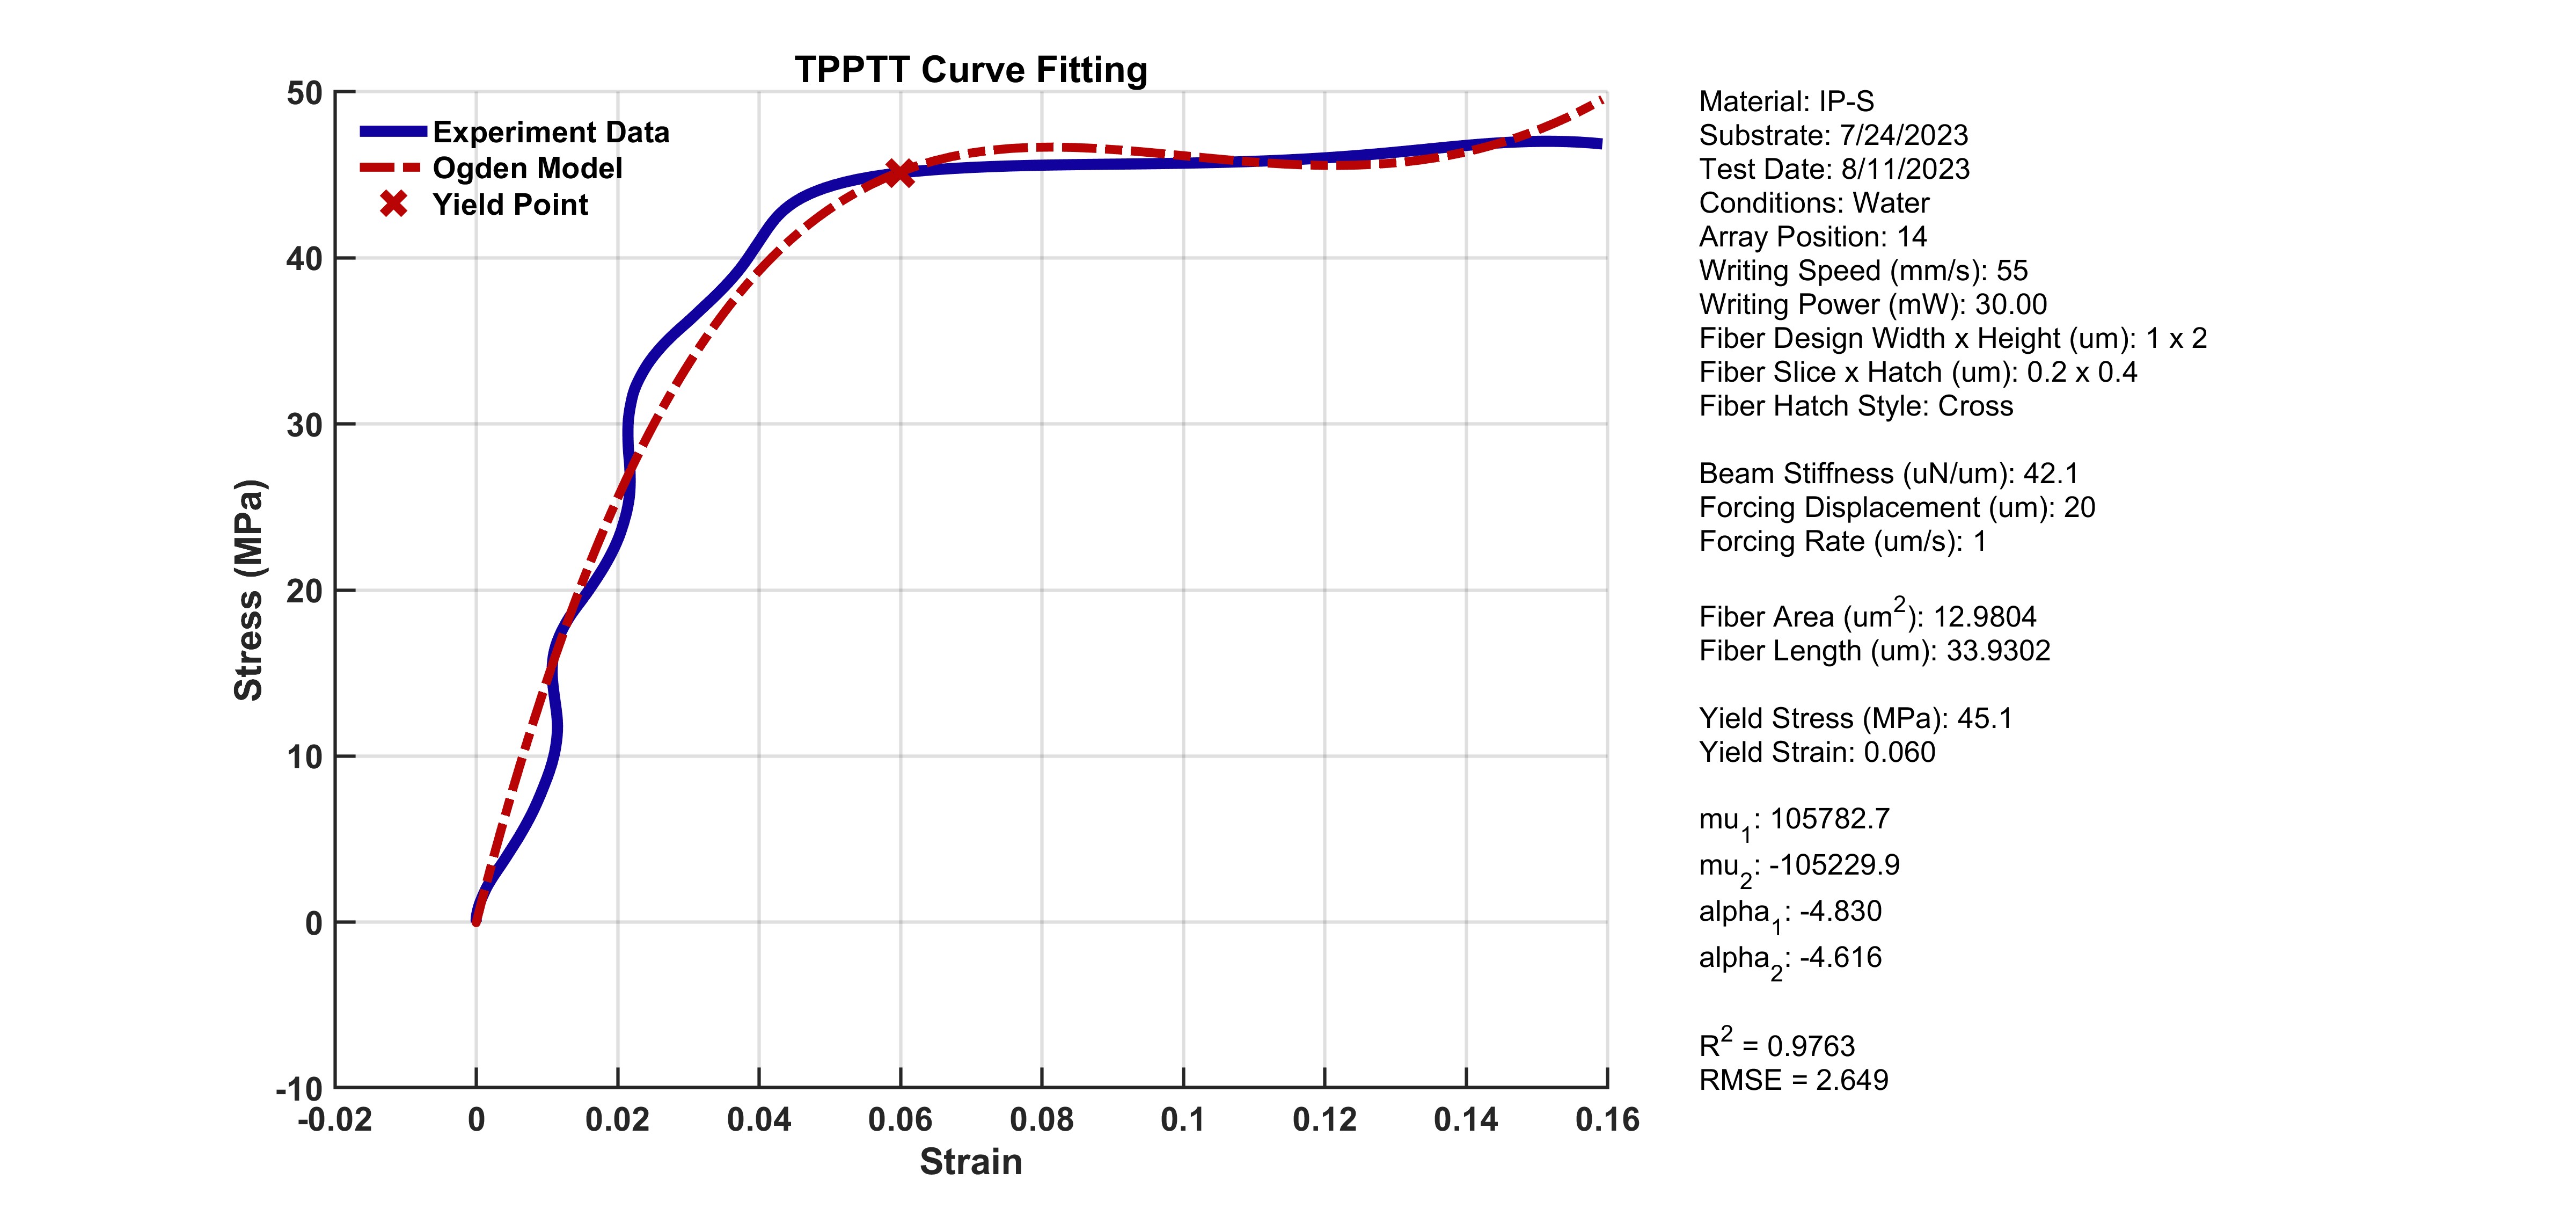 TPPTT Curve Fitting
Experiment Data
Ogden Model
Yield Point
50
40
30
20
10
0
-10
Stress (MPa)
-0.02
0
0.02
0.04
0.06
0.08
0.1
0.12
0.14
0.16
Strain
Material: IP-S
Substrate: 7/24/2023
Test Date: 8/11/2023
Conditions: Water
Array Position: 14
Writing Speed (mm/s): 55
Writing Power (mW): 30.00
Fiber Design Width x Height (um): 1 x 2
Fiber Slice x Hatch (um): 0.2 x 0.4
Fiber Hatch Style: Cross
Beam Stiffness (uN/um): 42.1
Forcing Displacement (um): 20
Forcing Rate (um/s): 1
Fiber Area (um²): 12.9804
Fiber Length (um): 33.9302
Yield Stress (MPa): 45.1
Yield Strain: 0.060
mu₁: 105782.7
mu₂: -105229.9
alpha₁: -4.830
alpha₂: -4.616
R² = 0.9763
RMSE = 2.649